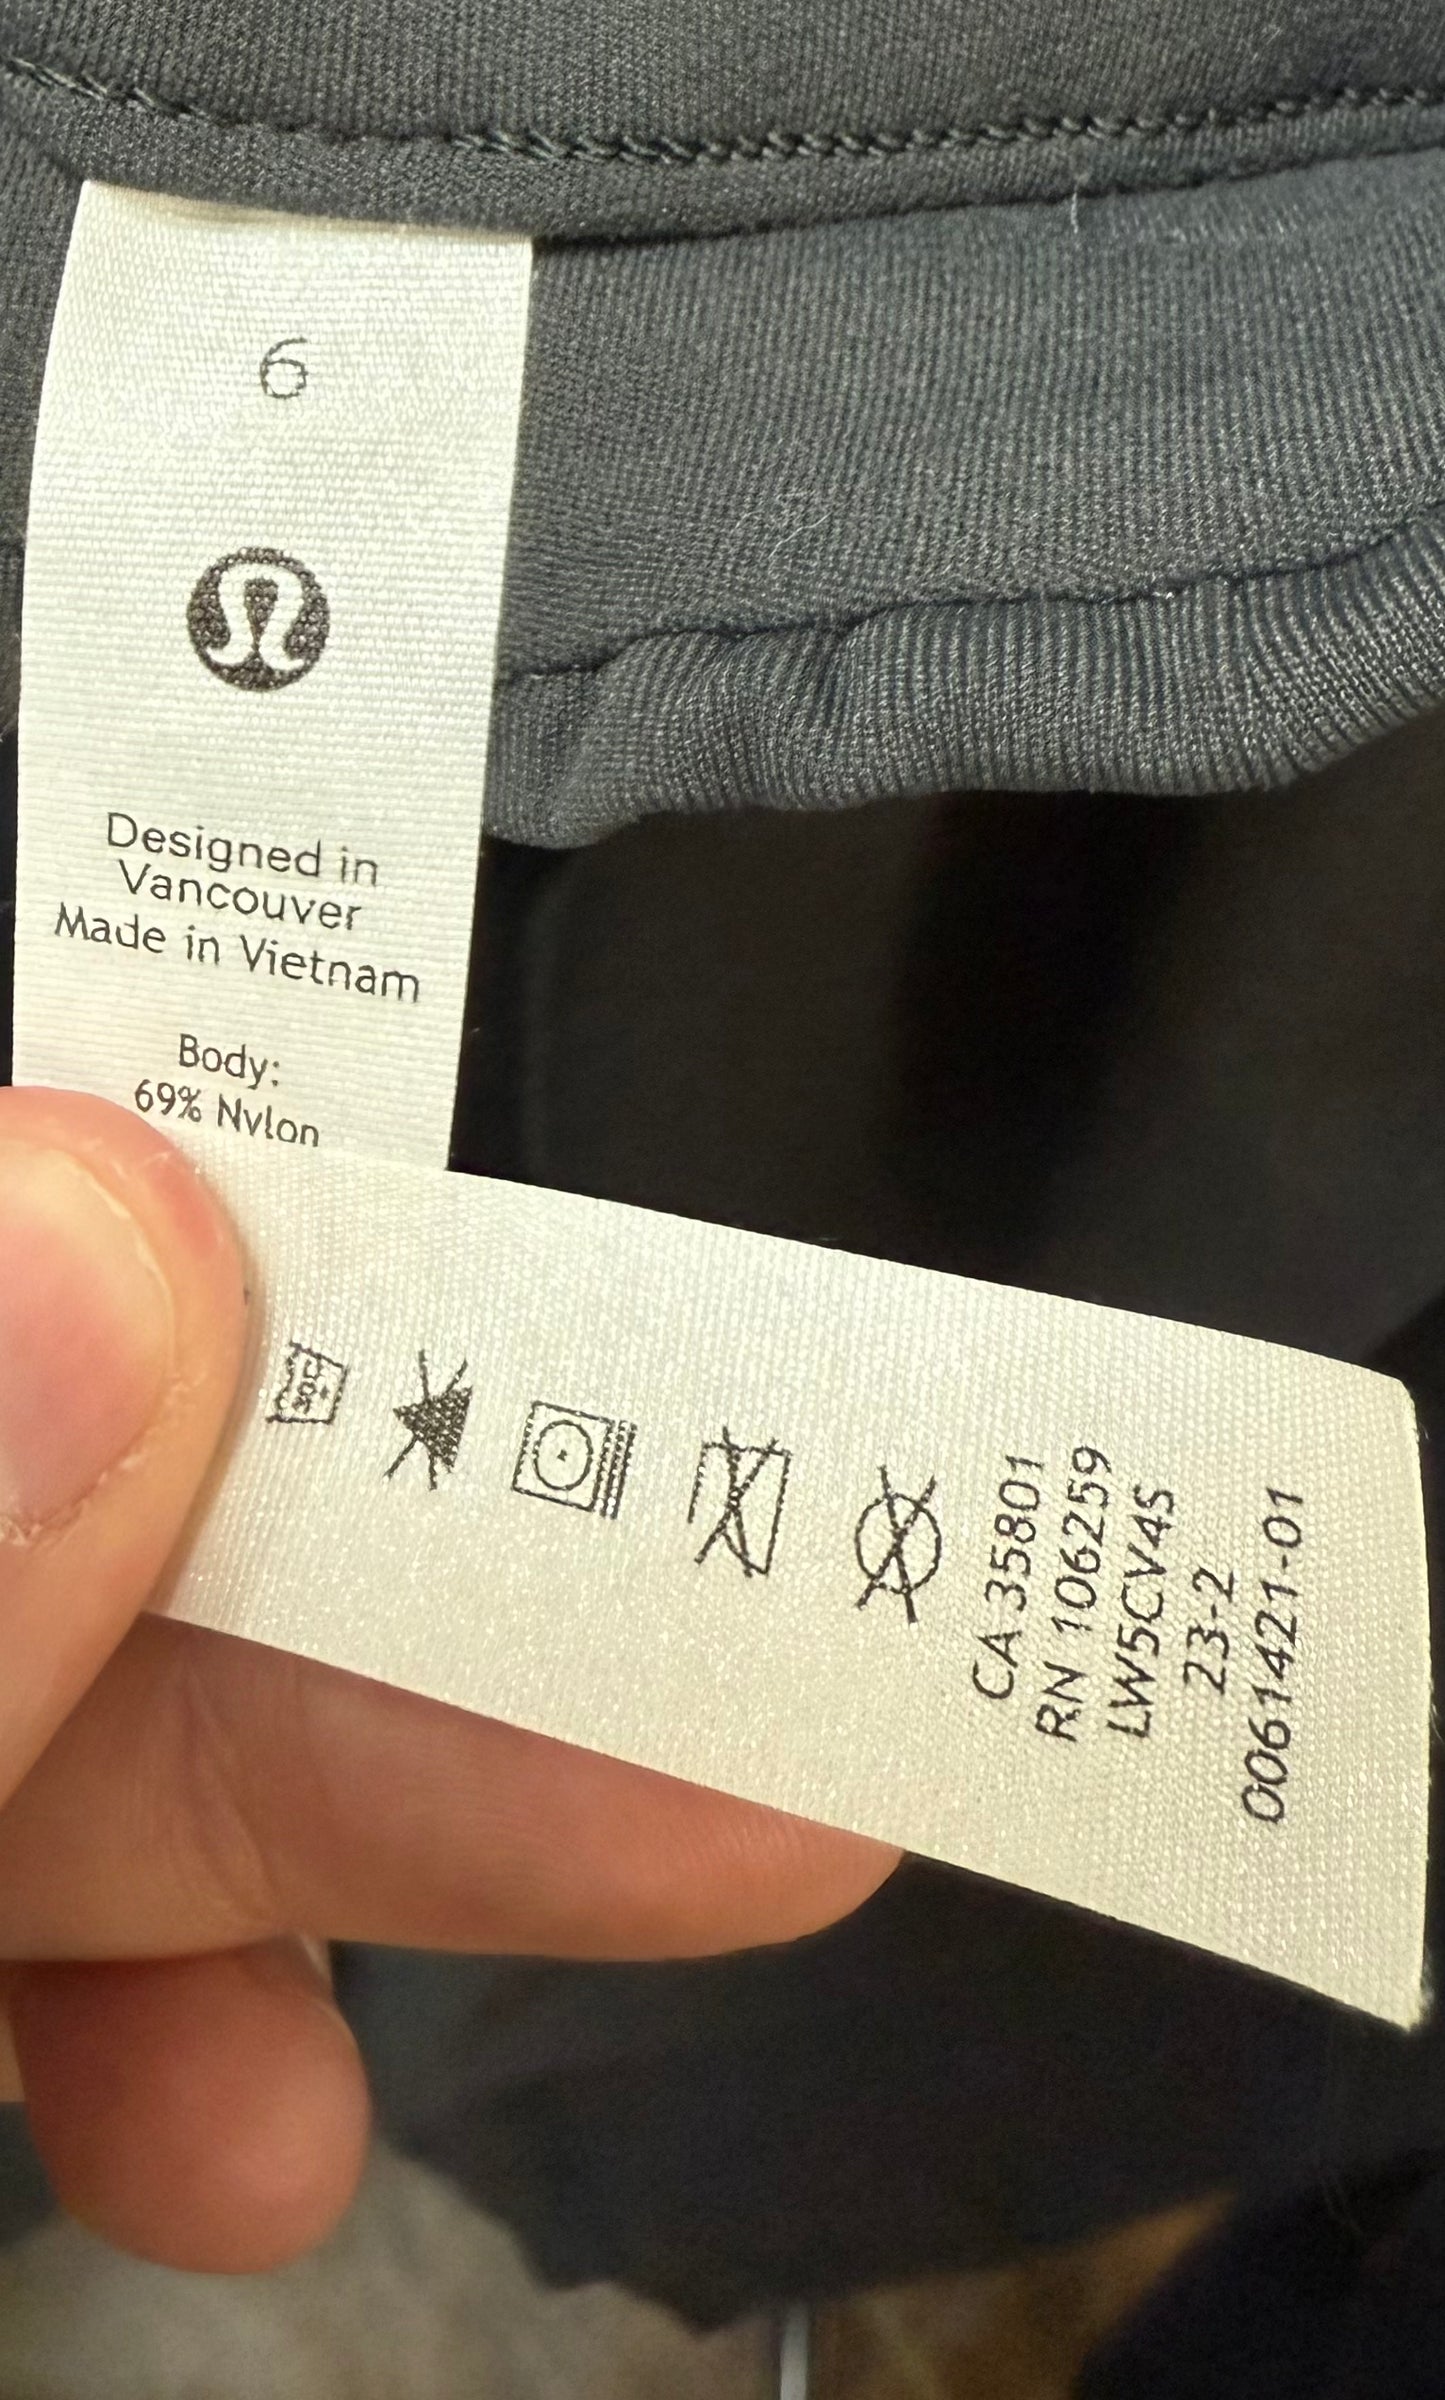 6
Designed in
Vancouver
Made in Vietnam
Body:
69% Nylon
CA 35801
RN 106259
LW5CV4S
23-2
0061421-01